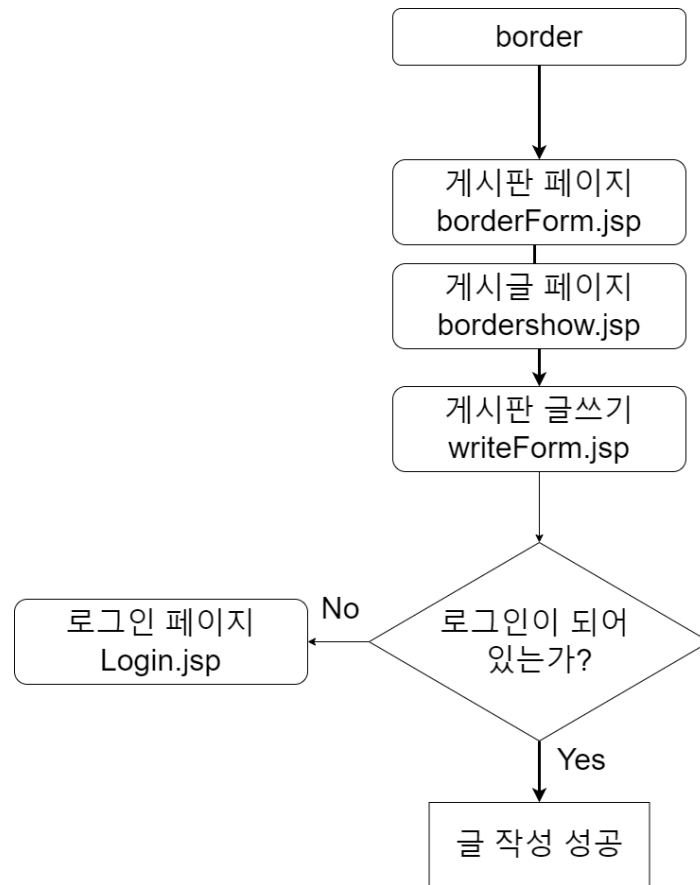 border
게시판 페이지
borderForm.jsp
게시글 페이지
bordershow.jsp
게시판 글쓰기
writeForm.jsp
로그인이 되어
있는가?
No
로그인 페이지
Login.jsp
Yes
글 작성 성공